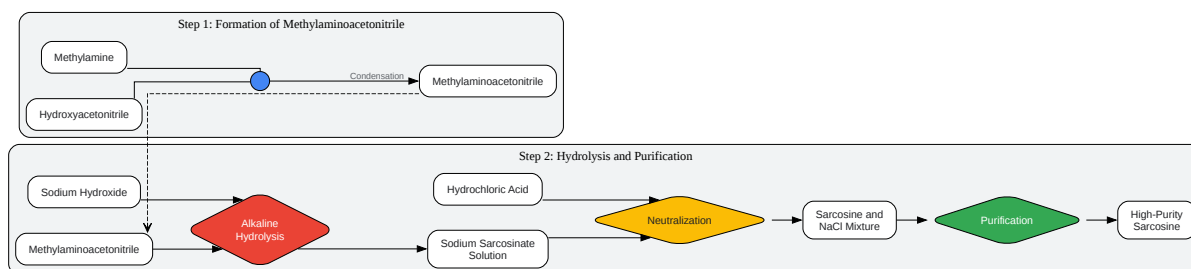 Step 1: Formation of Methylaminoacetonitrile
Methylamine
Condensation
Methylaminoacetonitrile
Hydroxyacetonitrile
Step 2: Hydrolysis and Purification
Sodium Hydroxide
Hydrochloric Acid
Alkaline
Hydrolysis
Neutralization
Sarcosine and
NaCl Mixture
Purification
High-Purity
Sarcosine
Methylaminoacetonitrile
Sodium Sarcosinate
Solution